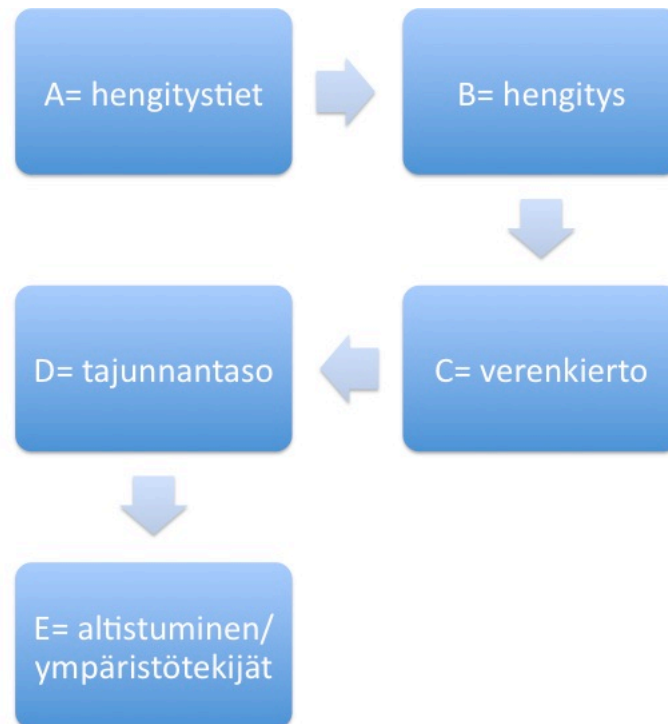 A= hengitystiet
B= hengitys
C= verenkierto
D= tajunnantaso
E= altistuminen/
ympäristötekijät